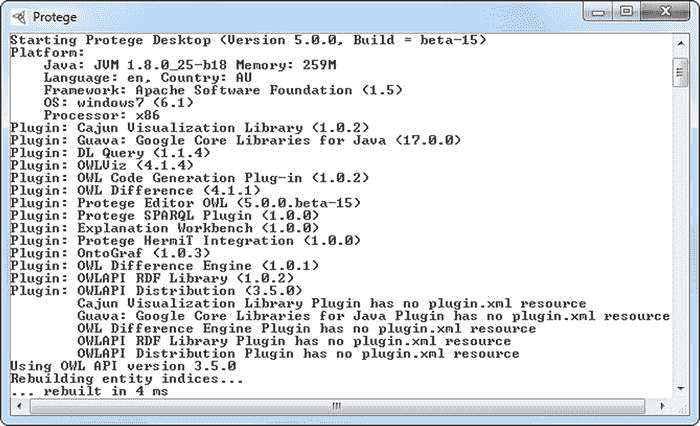 Protege
Starting Protege Desktop (Version 5.0.0, Build = beta-15)
Platform:
Java: JVM 1.8.0_25-b18 Memory: 259M
Language: en, Country: AU
Framework: Apache Software Foundation (1.5)
OS: windows7 (6.1)
Processor: x86
Plugin: Cajun Visualization Library (1.0.2)
Plugin: Guava: Google Core Libraries for Java (17.0.0)
Plugin: DL Query (1.1.4)
Plugin: OWLViz (4.1.4)
Plugin: OWL Code Generation Plug-in (1.0.2)
Plugin: OWL Difference (4.1.1)
Plugin: Protege Editor OWL (5.0.0.beta-15)
Plugin: Protege SPARQL Plugin (1.0.0)
Plugin: Explanation Workbench (1.0.0)
Plugin: Protege HermiT Integration (1.0.0)
Plugin: OntoGraf (1.0.3)
Plugin: OWL Difference Engine (1.0.1)
Plugin: OWLAPI RDF Library (1.0.2)
Plugin: OWLAPI Distribution (3.5.0)
Cajun Visualization Library Plugin has no plugin.xml resource
Guava: Google Core Libraries for Java Plugin has no plugin.xml resource
OWL Difference Engine Plugin has no plugin.xml resource
OWLAPI RDF Library Plugin has no plugin.xml resource
OWLAPI Distribution Plugin has no plugin.xml resource
Using OWL API version 3.5.0
Rebuilding entity indices...
... rebuilt in 4 ms